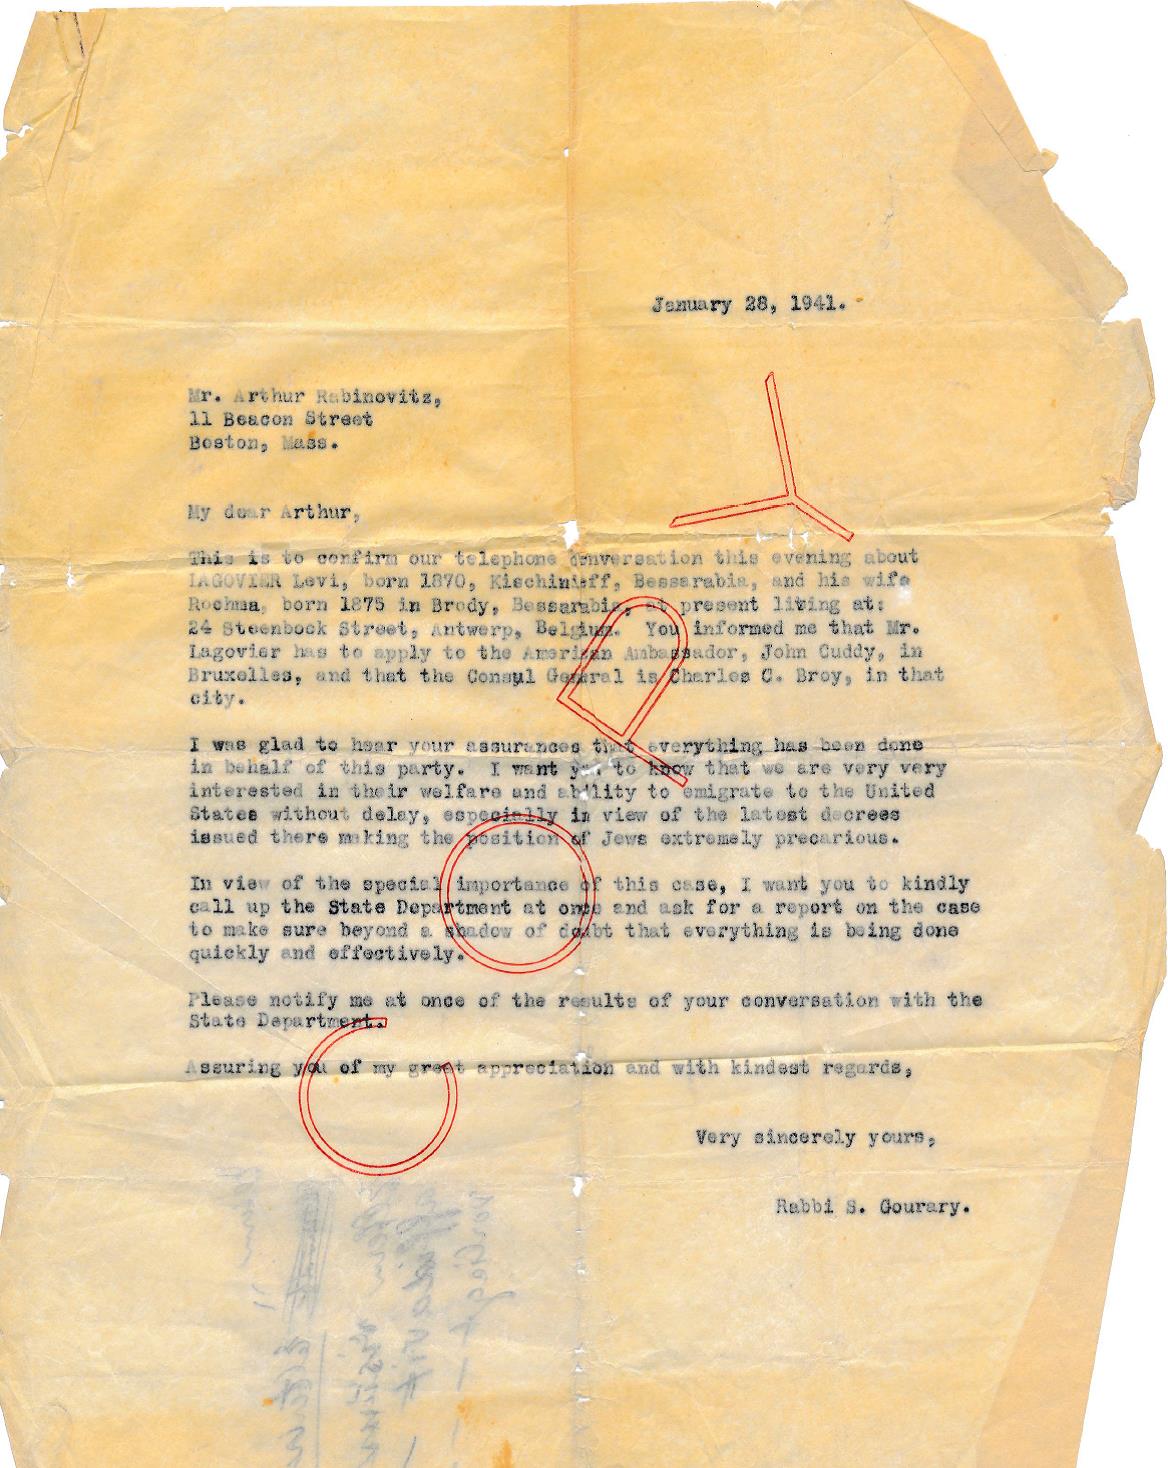 January 28, 1941.
Mr. Arthur Rabinovitz,
11 Beacon Street
Boston, Mass.
My dear Arthur,
This is to confirm our telephone conversation this evening about
LAGOVIER Levi, born 1870, Kischinieff, Bessarabia, and his wife
Rochma, born 1875 in Brody, Bessarabia, at present living at:
24 Steenbock Street, Antwerp, Belgium. You informed me that Mr.
Lagovier has to apply to the American Ambassador, John Cuddy, in
Bruxelles, and that the Consul General is Charles C. Broy, in that
city.
I was glad to hear your assurances that everything has been done
in behalf of this party. I want you to know that we are very very
interested in their welfare and ability to emigrate to the United
States without delay, especially in view of the latest decrees
issued there making the position of Jews extremely precarious.
In view of the special importance of this case, I want you to kindly
call up the State Department at once and ask for a report on the case
to make sure beyond a shadow of doubt that everything is being done
quickly and effectively.
Please notify me at once of the results of your conversation with the
State Department.
Assuring you of my great appreciation and with kindest regards,
Very sincerely yours,
Rabbi S. Gourary.
COPY